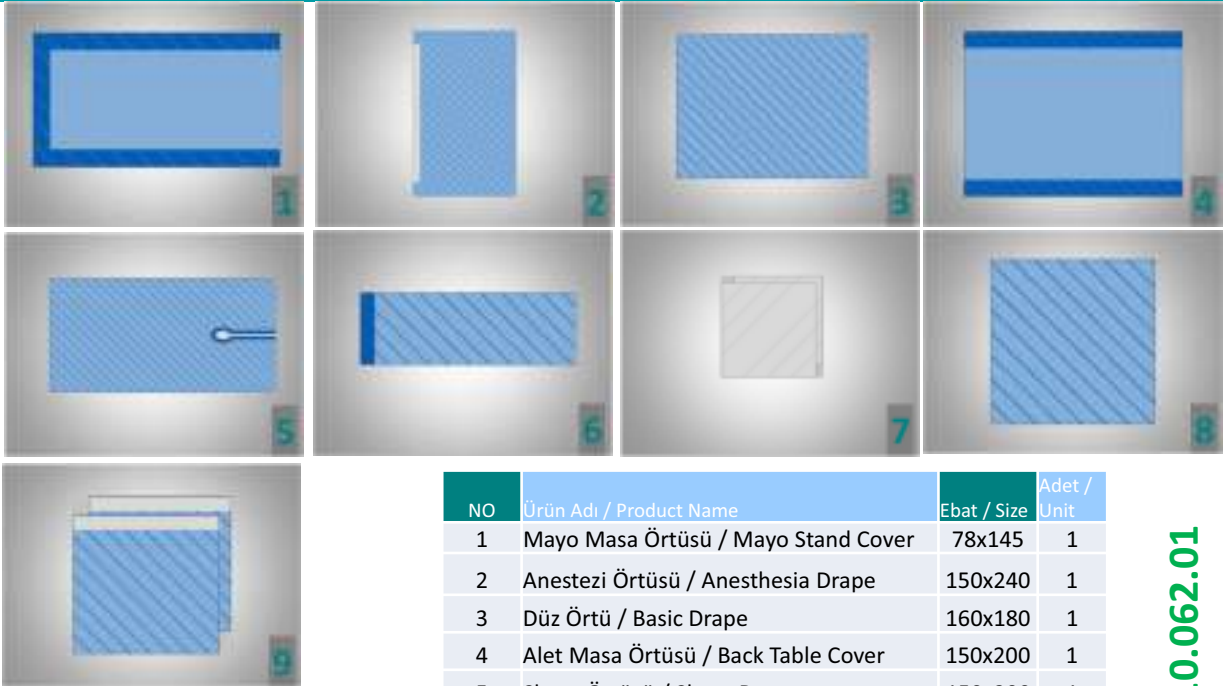 1
2
3
4
5
6
7
8
9
NO Ürün Adı / Product Name Ebat / Size Adet / Unit
1 Mayo Masa Örtüsü / Mayo Stand Cover 78x145 1
2 Anestezi Örtüsü / Anesthesia Drape 150x240 1
3 Düz Örtü / Basic Drape 160x180 1
4 Alet Masa Örtüsü / Back Table Cover 150x200 1
0.062.01